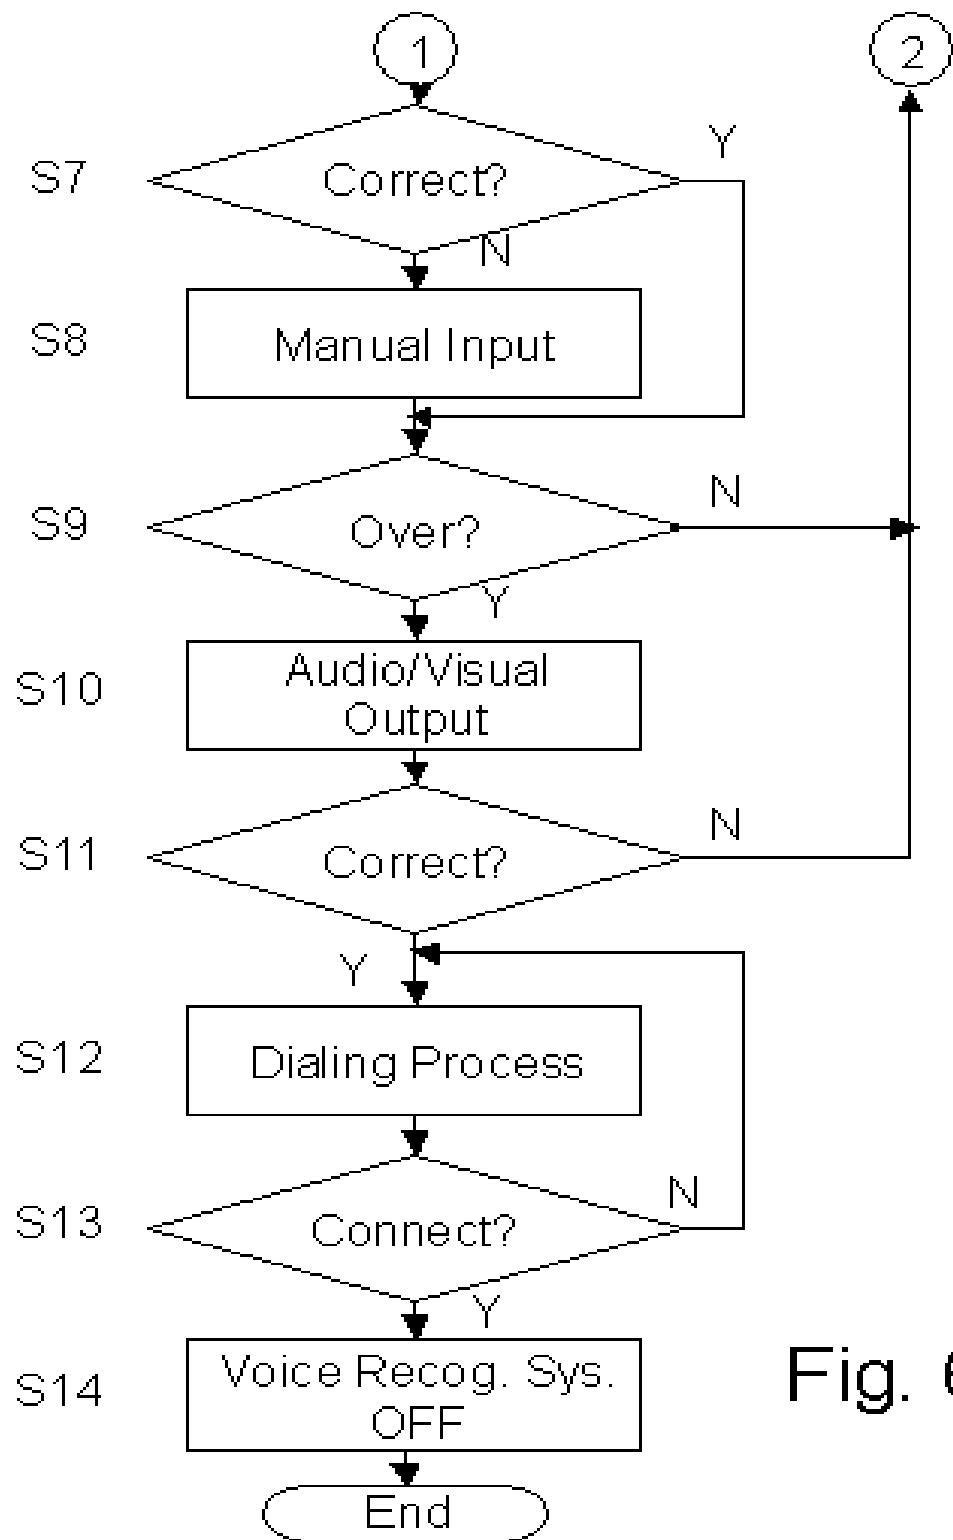 1
2
S7
Correct?
Y
N
S8
Manual Input
S9
Over?
N
Y
S10
Audio/Visual
Output
S11
Correct?
N
Y
S12
Dialing Process
S13
Connect?
N
Y
S14
Voice Recog. Sys.
OFF
Fig.
End